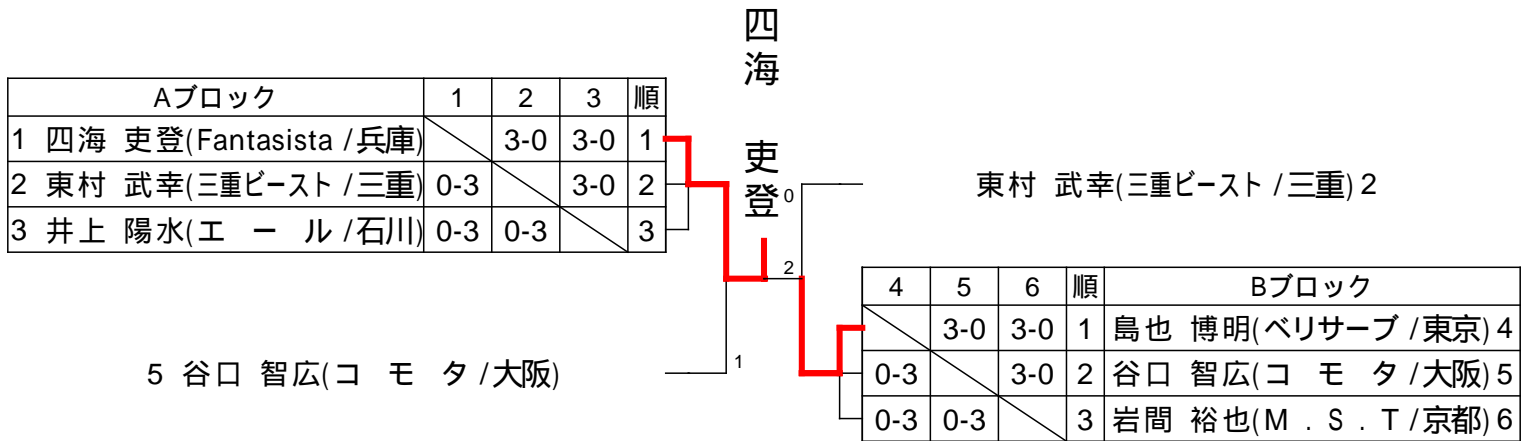 四海 吏登
Aブロック 1 2 3 順
1 四海 吏登(Fantasista /兵庫) 3-0 3-0 1
2 東村 武幸(三重ビースト /三重) 0-3 3-0 2
3 井上 陽水(エ ー ル /石川) 0-3 0-3 3
0
東村 武幸(三重ビースト /三重) 2
2
4 5 6 順 Bブロック
3-0 3-0 1 島也 博明(ベリサーブ /東京) 4
0-3 3-0 2 谷口 智広(コ モ タ /大阪) 5
0-3 0-3 3 岩間 裕也(M . S . T /京都) 6
5 谷口 智広(コ モ タ /大阪)
1